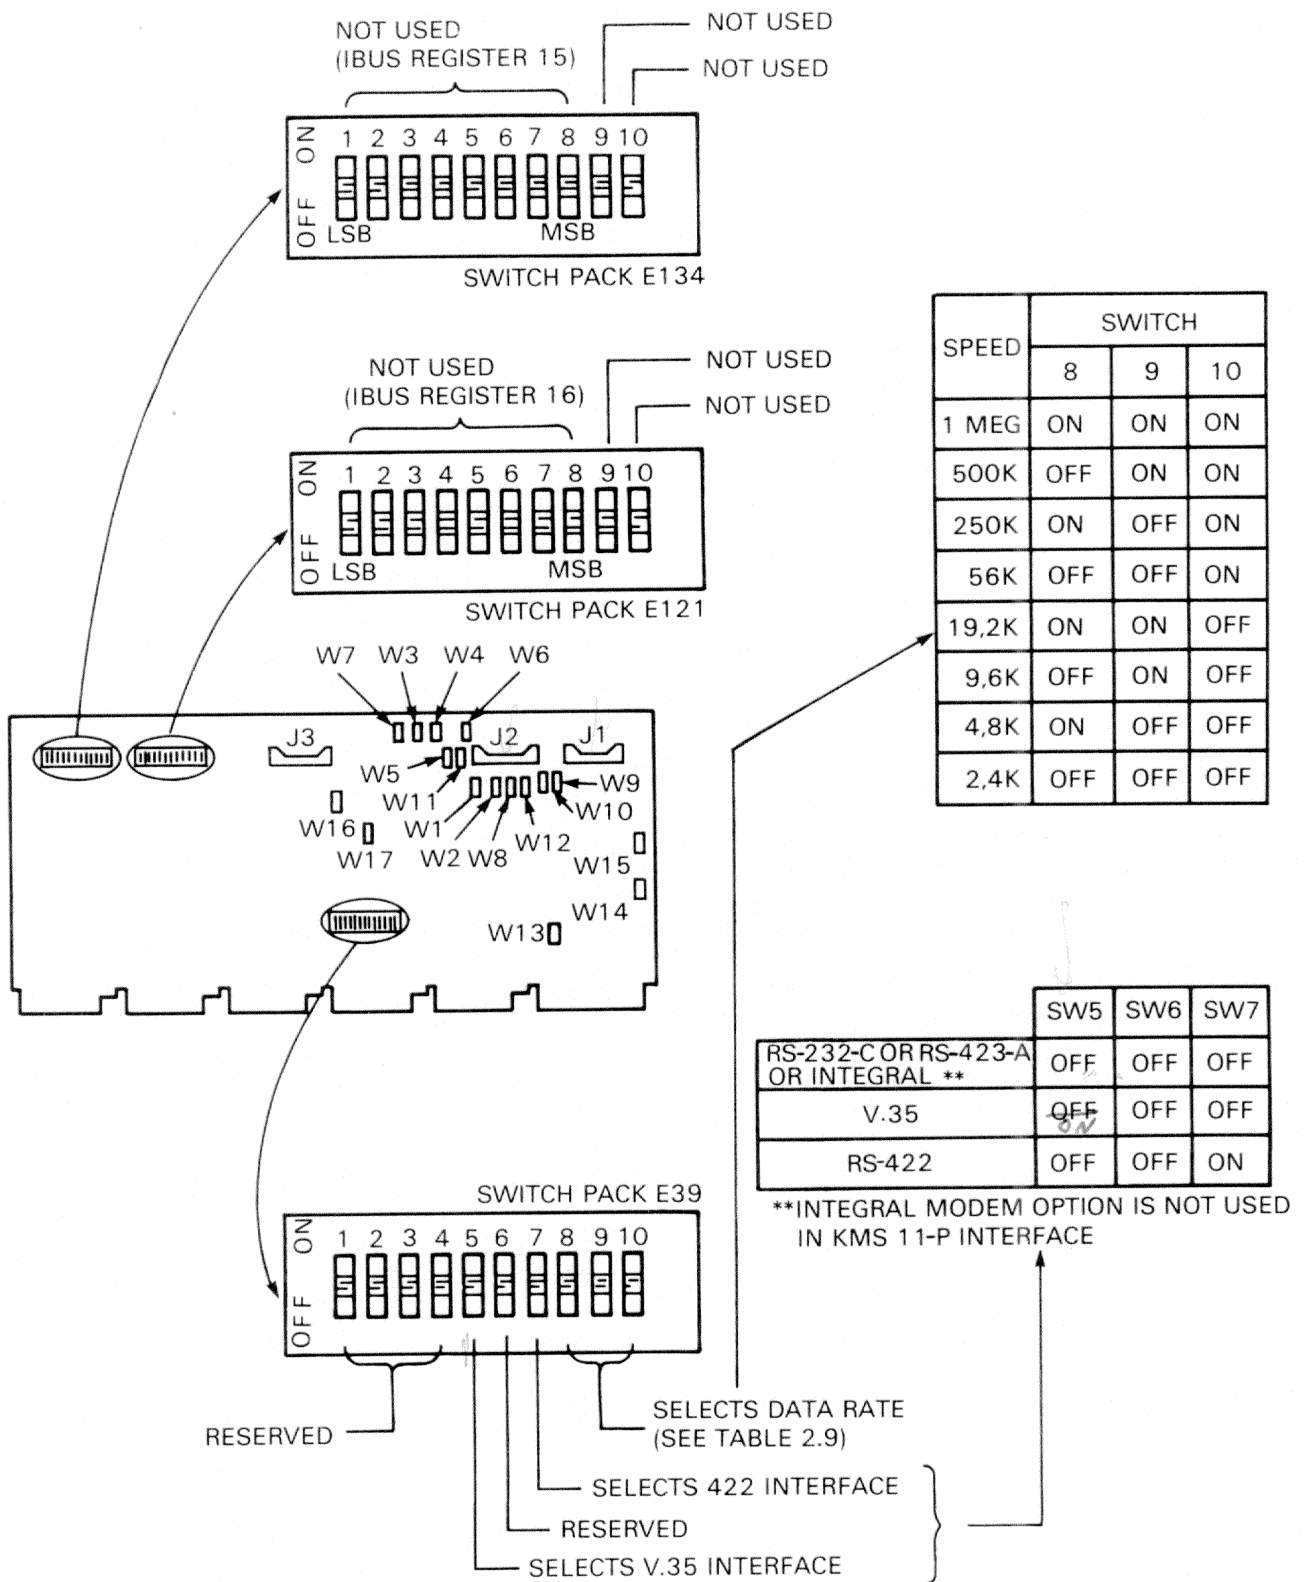 NOT USED
(IBUS REGISTER 15)
NOT USED
NOT USED
ON
OFF
1 2 3 4 5 6 7 8 9 10
LSB MSB
SWITCH PACK E134
NOT USED
(IBUS REGISTER 16)
NOT USED
NOT USED
ON
OFF
1 2 3 4 5 6 7 8 9 10
LSB MSB
SWITCH PACK E121
SPEED SWITCH
8 9 10
1 MEG ON ON ON
500K OFF ON ON
250K ON OFF ON
56K OFF OFF ON
19,2K ON ON OFF
9,6K OFF ON OFF
4,8K ON OFF OFF
2,4K OFF OFF OFF
W7 W3 W4 W6
J3 J2 J1
W5 W9
W11 W10
W16 W1 W12
W17 W2 W8 W15
W14
W13
SW5 SW6 SW7
RS-232-C OR RS-423-A
OR INTEGRAL ** OFF OFF OFF
V.35 OFF OFF OFF
ON
RS-422 OFF OFF ON
**INTEGRAL MODEM OPTION IS NOT USED
IN KMS 11-P INTERFACE
SWITCH PACK E39
ON
OFF
1 2 3 4 5 6 7 8 9 10
RESERVED
SELECTS DATA RATE
(SEE TABLE 2.9)
SELECTS 422 INTERFACE
RESERVED
SELECTS V.35 INTERFACE